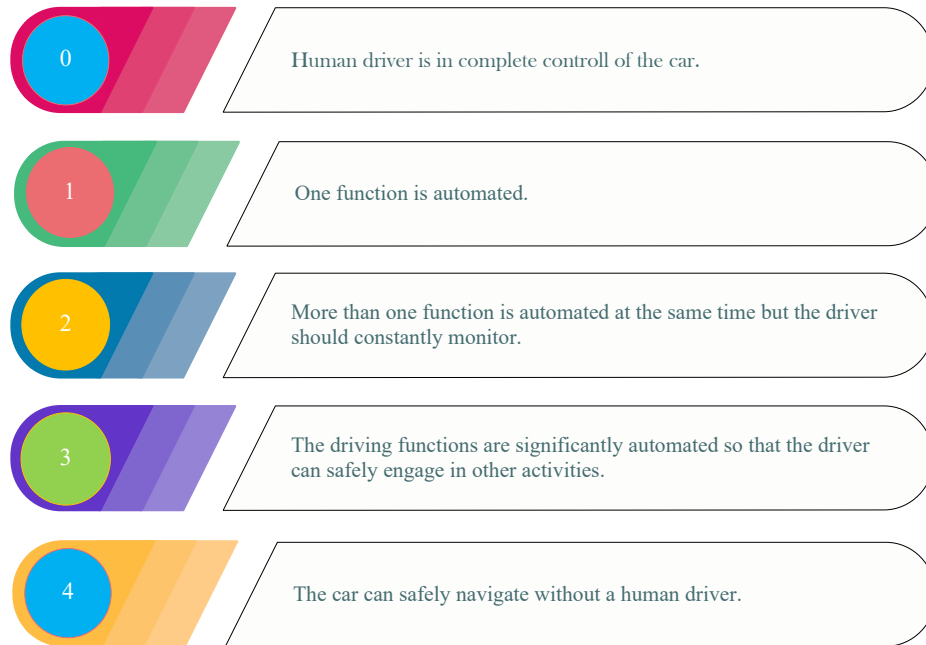 0
Human driver is in complete controll of the car.
1
One function is automated.
2
More than one function is automated at the same time but the driver
should constantly monitor.
3
The driving functions are significantly automated so that the driver
can safely engage in other activities.
4
The car can safely navigate without a human driver.